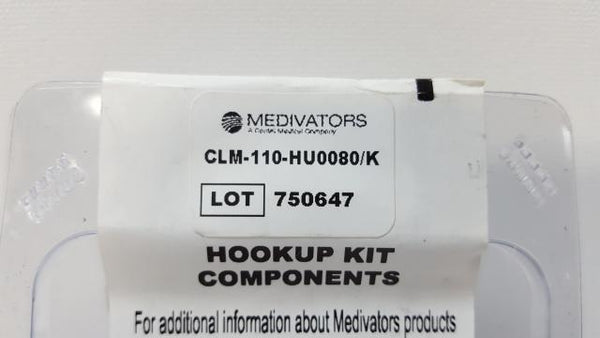 MEDIVATORS
A Cantel Medical Company
CLM-110-HU0080/K
LOT 750647
HOOKUP KIT
COMPONENTS
For additional information about Medivators products